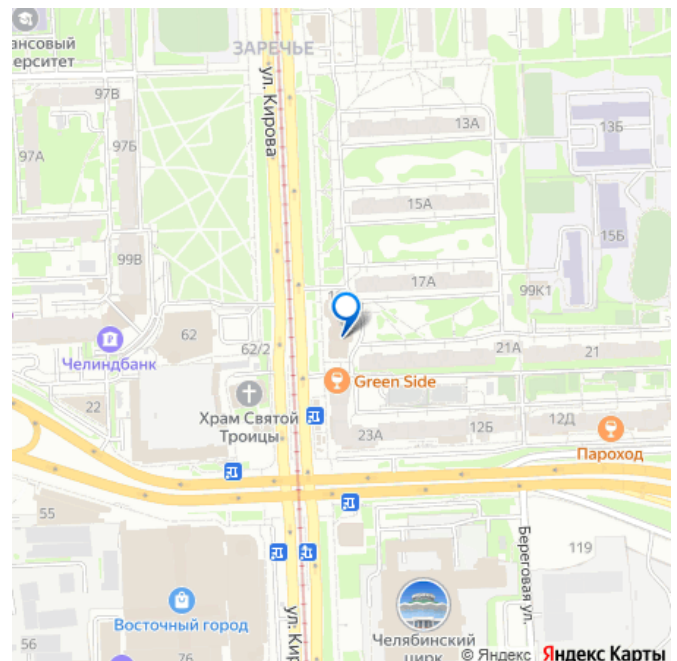 ансовый
ерситет
ЗАРЕЧЬЕ
ул. Кирова
97В
97Б
97А
13А
13Б
15А
15Б
99В
17А
99К1
62
62/2
Челиндбанк
21А
21
22
Green Side
Храм Святой
Троицы
23А
12Б
12Д
Пароход
55
Береговая ул.
119
Восточный город
56
76
ул. Кир
Челябинский
цирк
© Яндекс Яндекс Карты